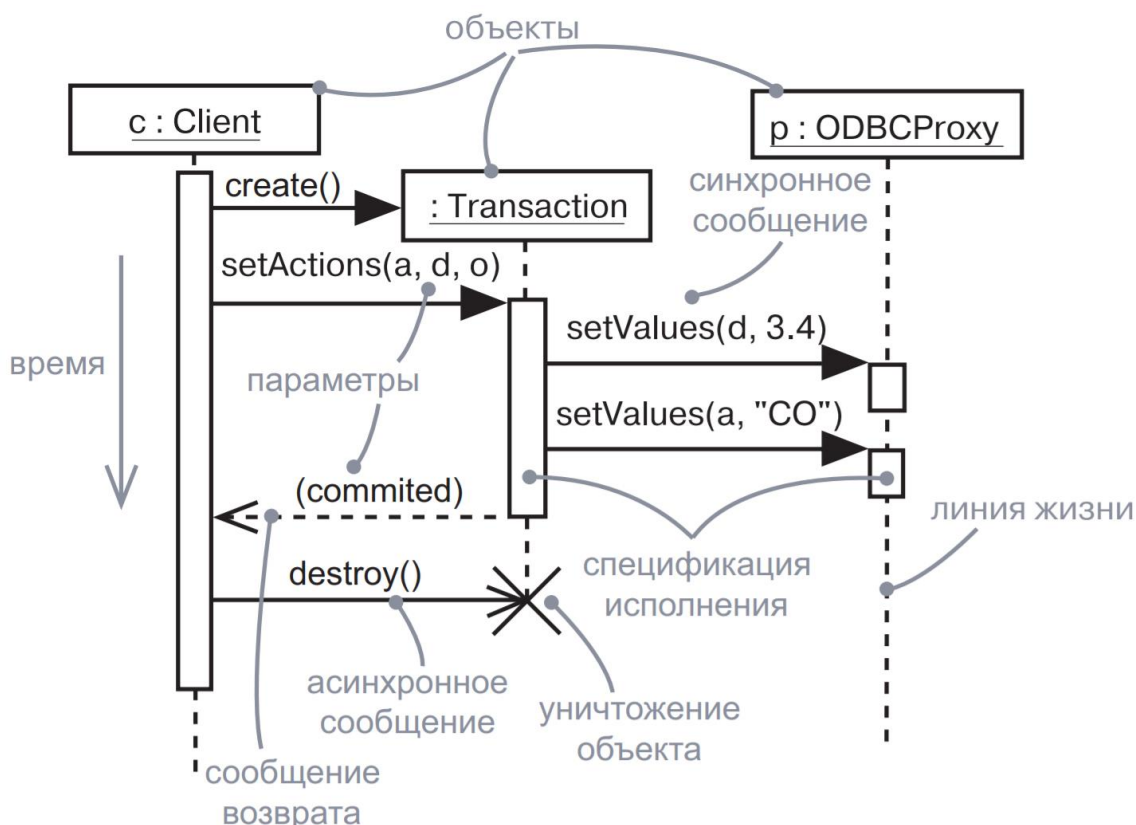 объекты
c : Client
p : ODBCProxy
create()
: Transaction
синхронное
сообщение
setActions(a, d, o)
setValues(d, 3.4)
время
параметры
setValues(a, "CO")
(commited)
линия жизни
destroy()
спецификация
исполнения
асинхронное
сообщение
уничтожение
объекта
сообщение
возврата